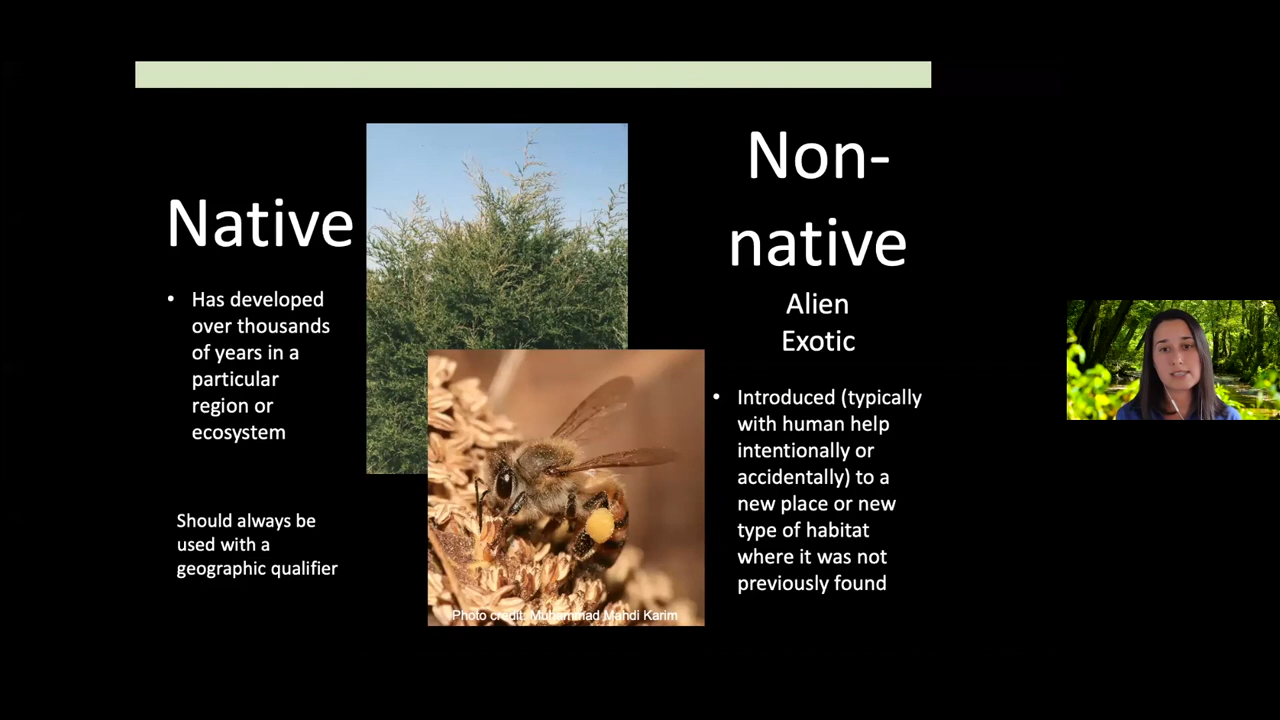 Native
• Has developed
over thousands
of years in a
particular
region or
ecosystem
Should always be
used with a
geographic qualifier
Non-
native
Alien
Exotic
• Introduced (typically
with human help
intentionally or
accidentally) to a
new place or new
type of habitat
where it was not
previously found
Photo credit: Muhammad Mahdi Karim